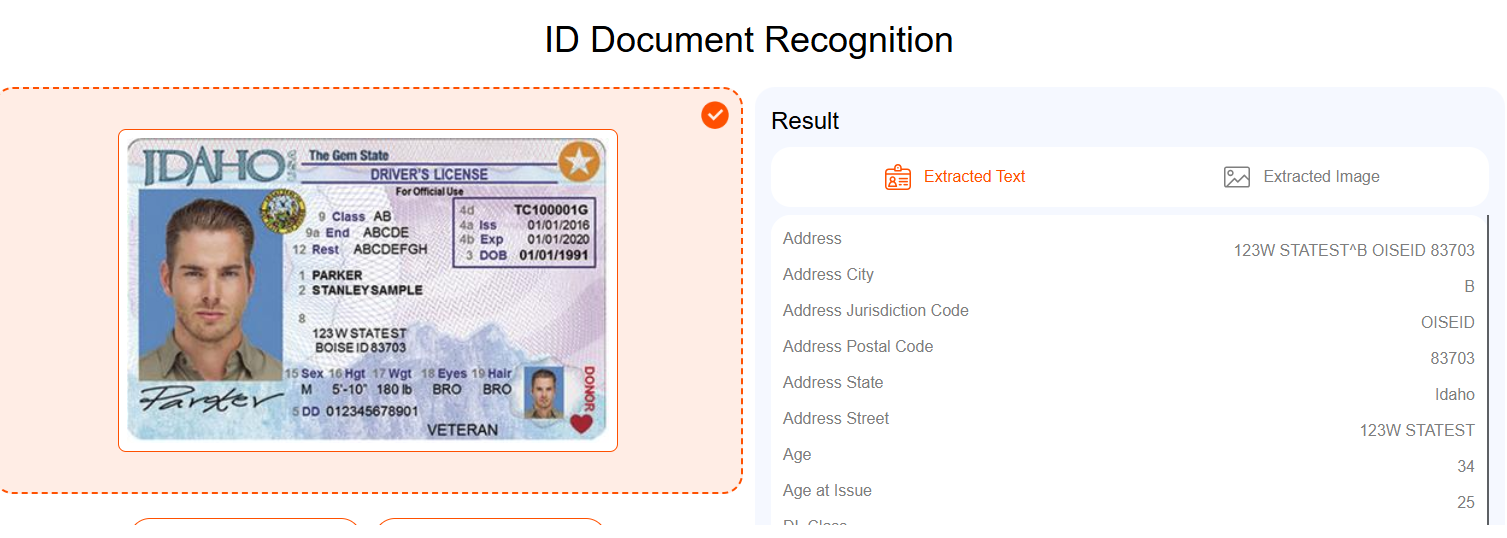 ID Document Recognition
IDAHO USA
The Gem State
DRIVER'S LICENSE
For Official Use
9 Class AB
9a End ABCDE
12 Rest ABCDEFGH
4d TC100001G
4a Iss 01/01/2016
4b Exp 01/01/2020
3 DOB 01/01/1991
1 PARKER
2 STANLEY SAMPLE
8
123 W STATE ST
BOISE ID 83703
15 Sex 16 Hgt 17 Wgt 18 Eyes 19 Hair
M 5'-10" 180 lb BRO BRO
5 DD 012345678901
VETERAN
DONOR
Parker
Result
Extracted Text
Extracted Image
Address
123W STATEST^B OISEID 83703
Address City
B
Address Jurisdiction Code
OISEID
Address Postal Code
83703
Address State
Idaho
Address Street
123W STATEST
Age
34
Age at Issue
25
DL Class